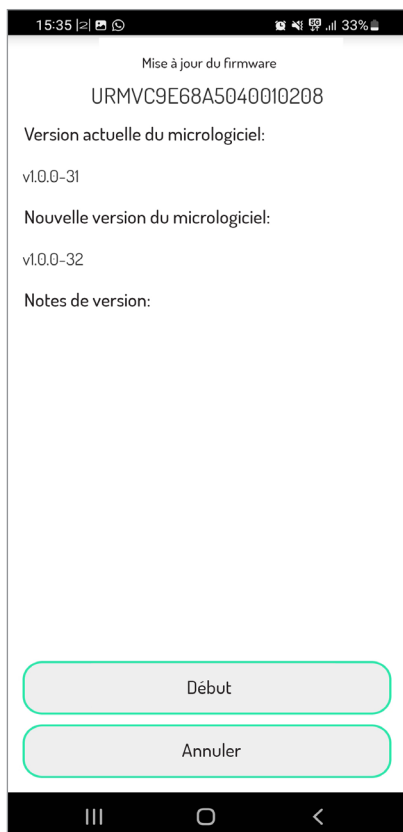 15:35 33%
Mise à jour du firmware
URMVC9E68A5040010208
Version actuelle du micrologiciel:
v1.0.0-31
Nouvelle version du micrologiciel:
v1.0.0-32
Notes de version:
Début
Annuler